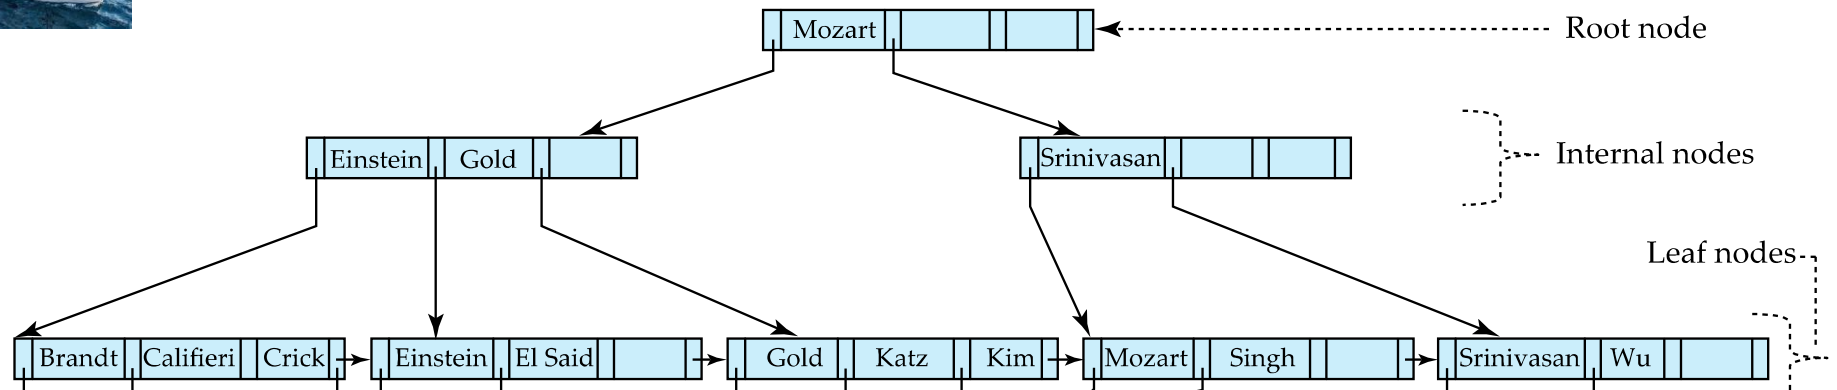 Mozart
Root node
Einstein Gold
Srinivasan
Internal nodes
Leaf nodes
Brandt Califieri Crick
Einstein El Said
Gold Katz Kim
Mozart Singh
Srinivasan Wu